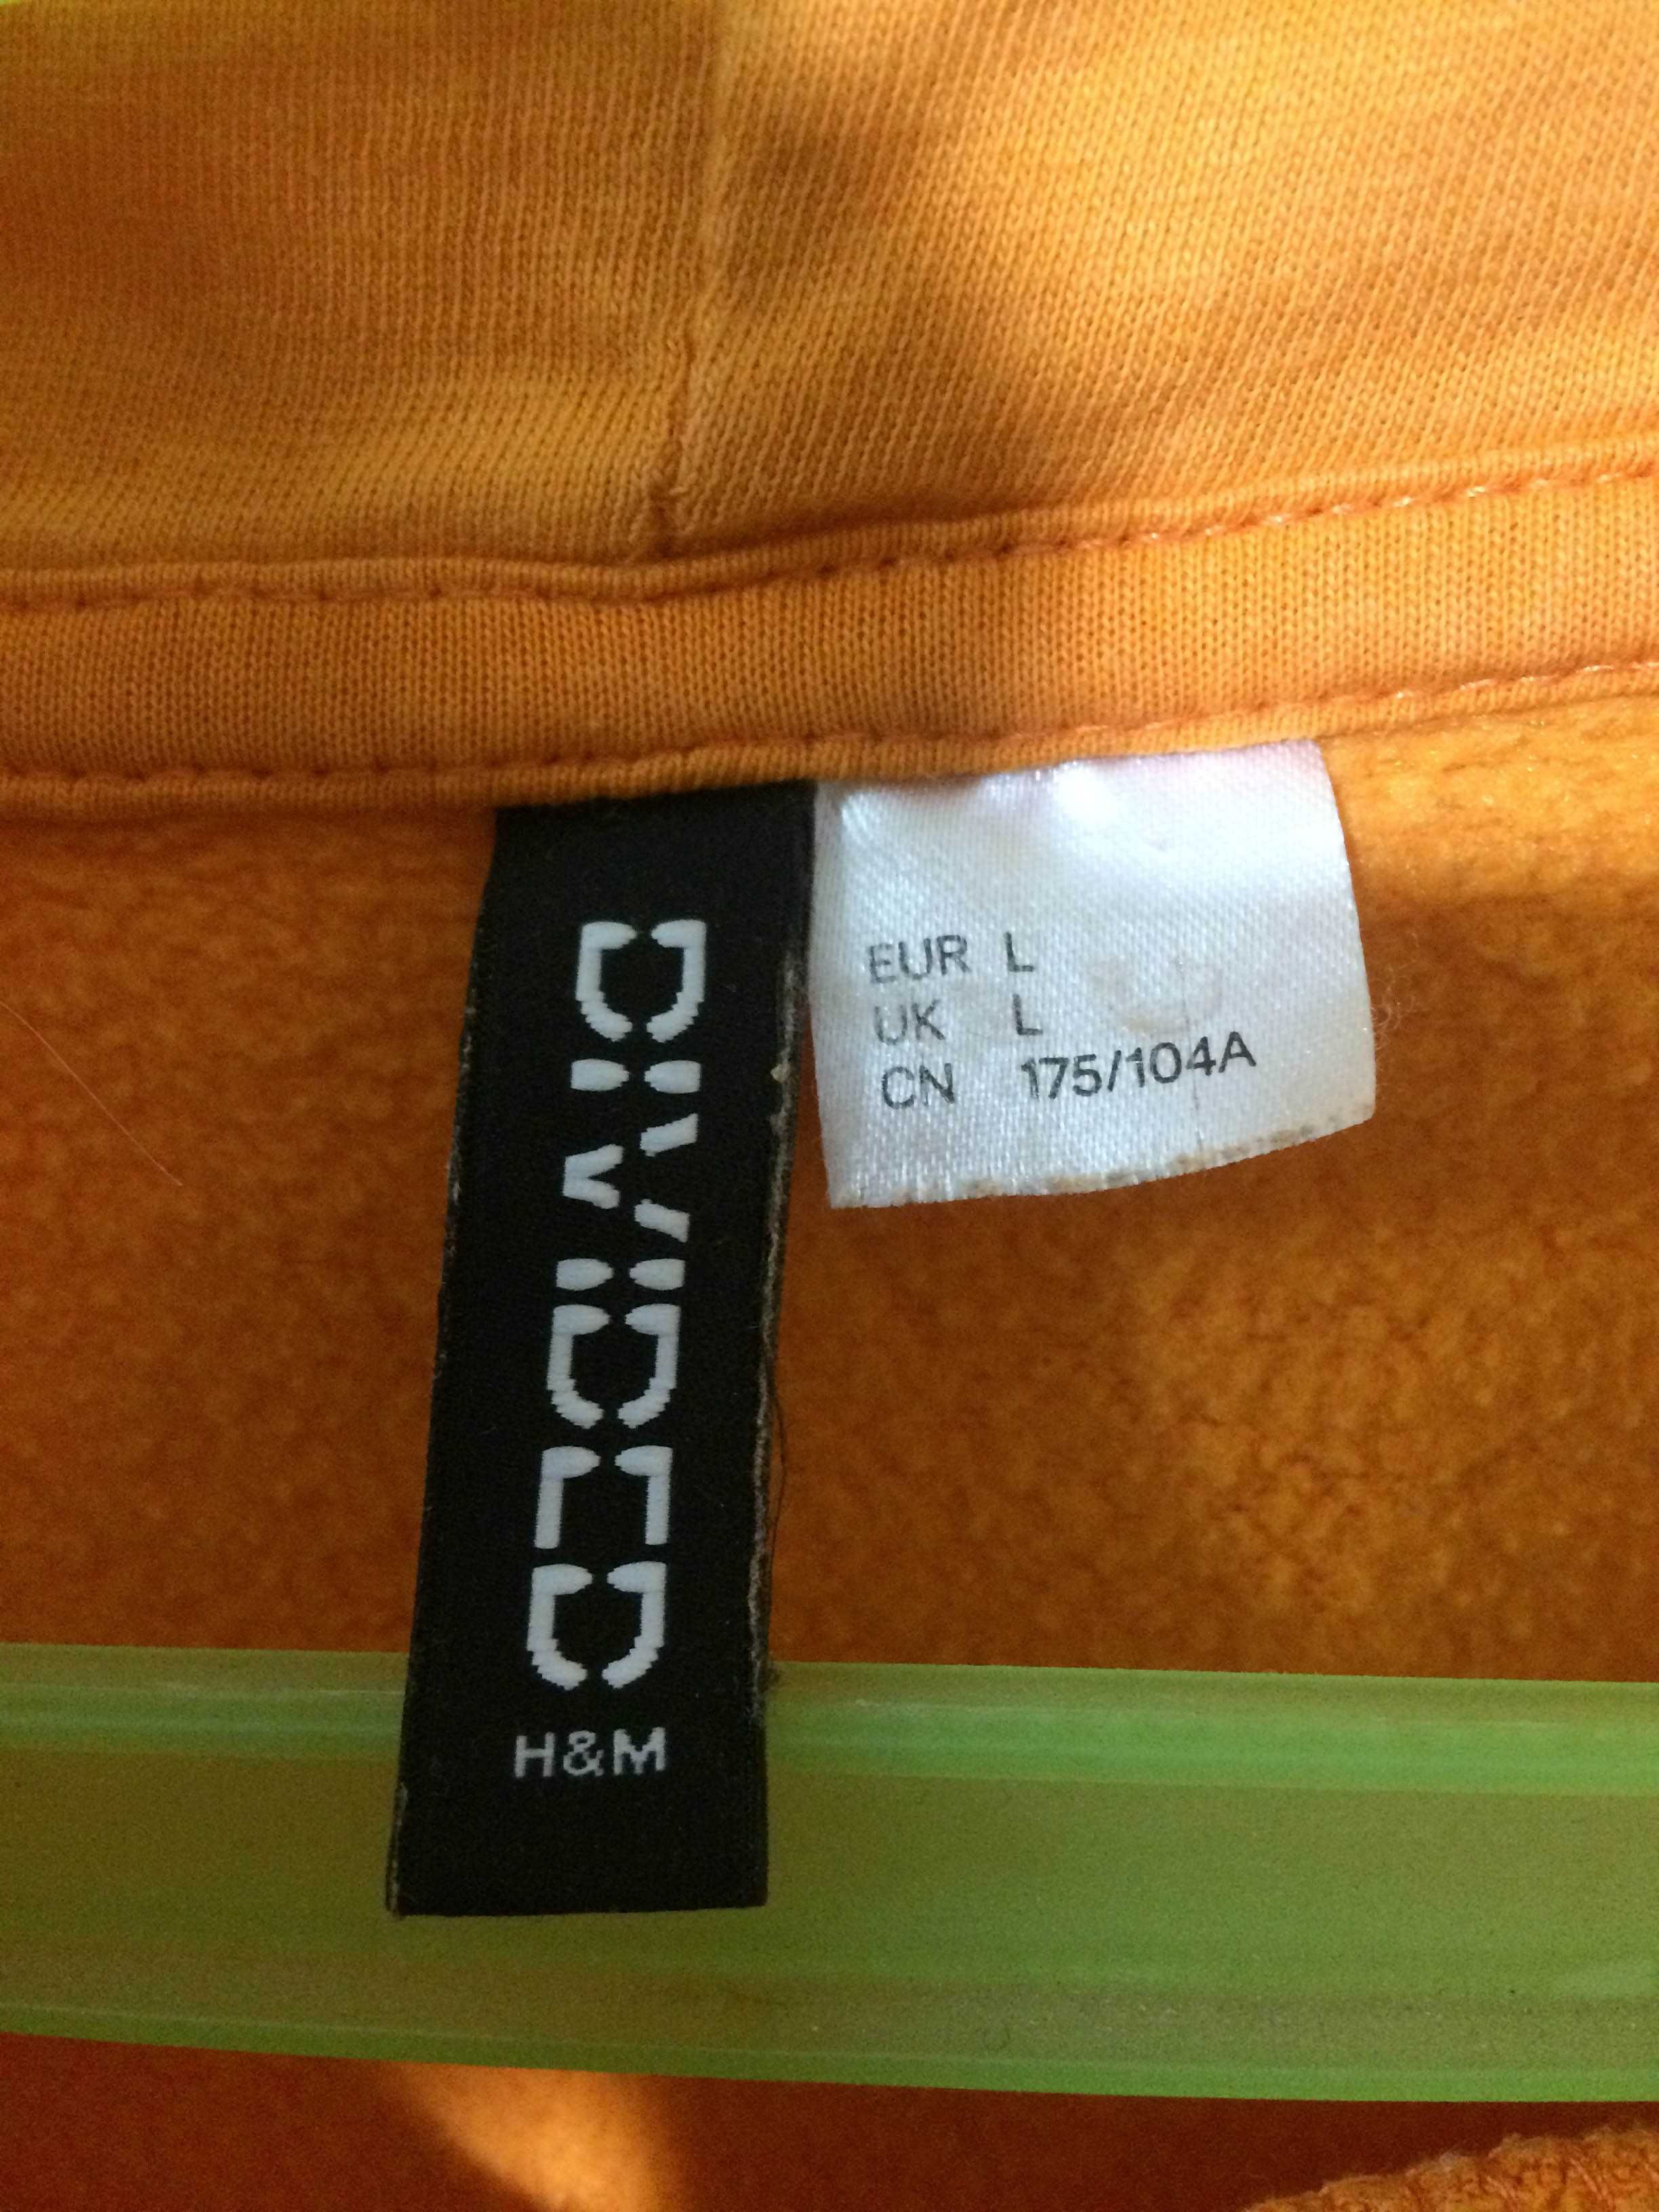 DIVIDED
H&M
EUR L
UK L
CN 175/104A